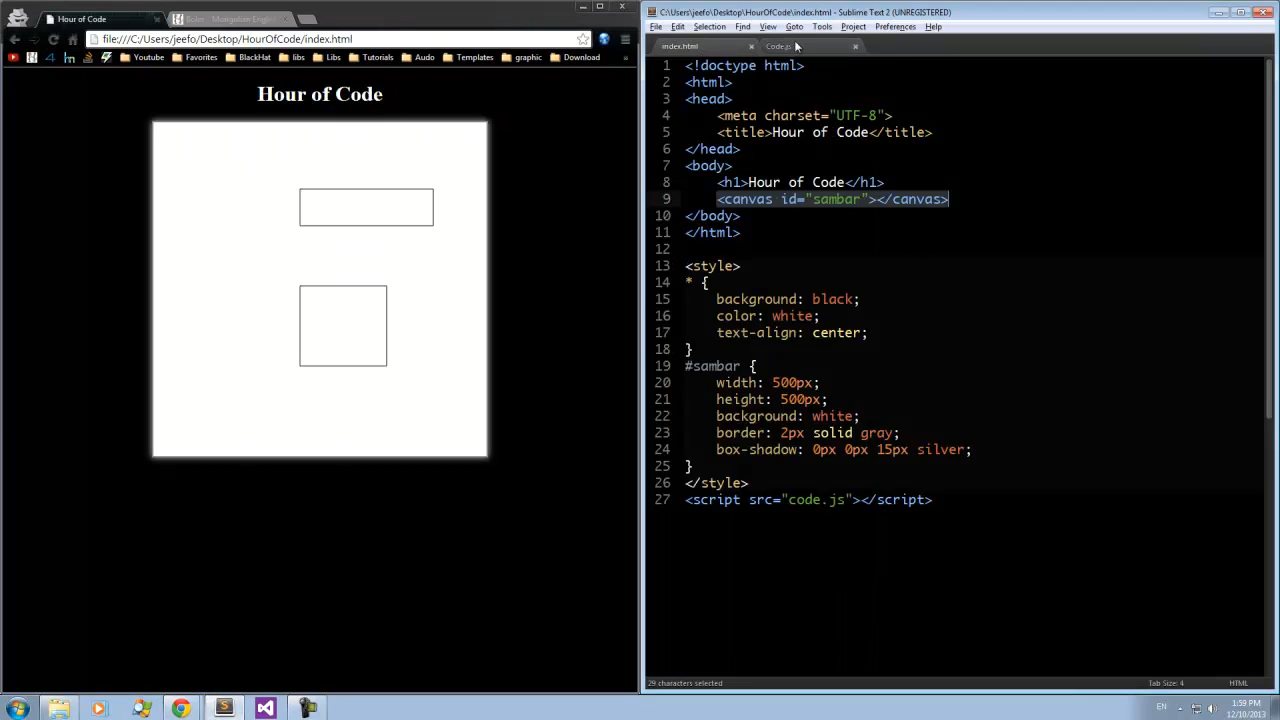 Hour of Code
Boler - Mongolian Englis
file:///C:/Users/jeefo/Desktop/HourOfCode/index.html
Youtube
Favorites
BlackHat
libs
Libs
Tutorials
Audo
Templates
graphic
Download
»
Hour of Code
C:\Users\jeefo\Desktop\HourOfCode\index.html - Sublime Text 2 (UNREGISTERED)
File Edit Selection Find View Goto Tools Project Preferences Help
index.html
Code.js
1 <!doctype html>
2 <html>
3 <head>
4 <meta charset="UTF-8">
5 <title>Hour of Code</title>
6 </head>
7 <body>
8 <h1>Hour of Code</h1>
9 <canvas id="sambar"></canvas>
10 </body>
11 </html>
12
13 <style>
14 * {
15 background: black;
16 color: white;
17 text-align: center;
18 }
19 #sambar {
20 width: 500px;
21 height: 500px;
22 background: white;
23 border: 2px solid gray;
24 box-shadow: 0px 0px 15px silver;
25 }
26 </style>
27 <script src="code.js"></script>
29 characters selected
Tab Size: 4
HTML
EN
1:59 PM
12/10/2013